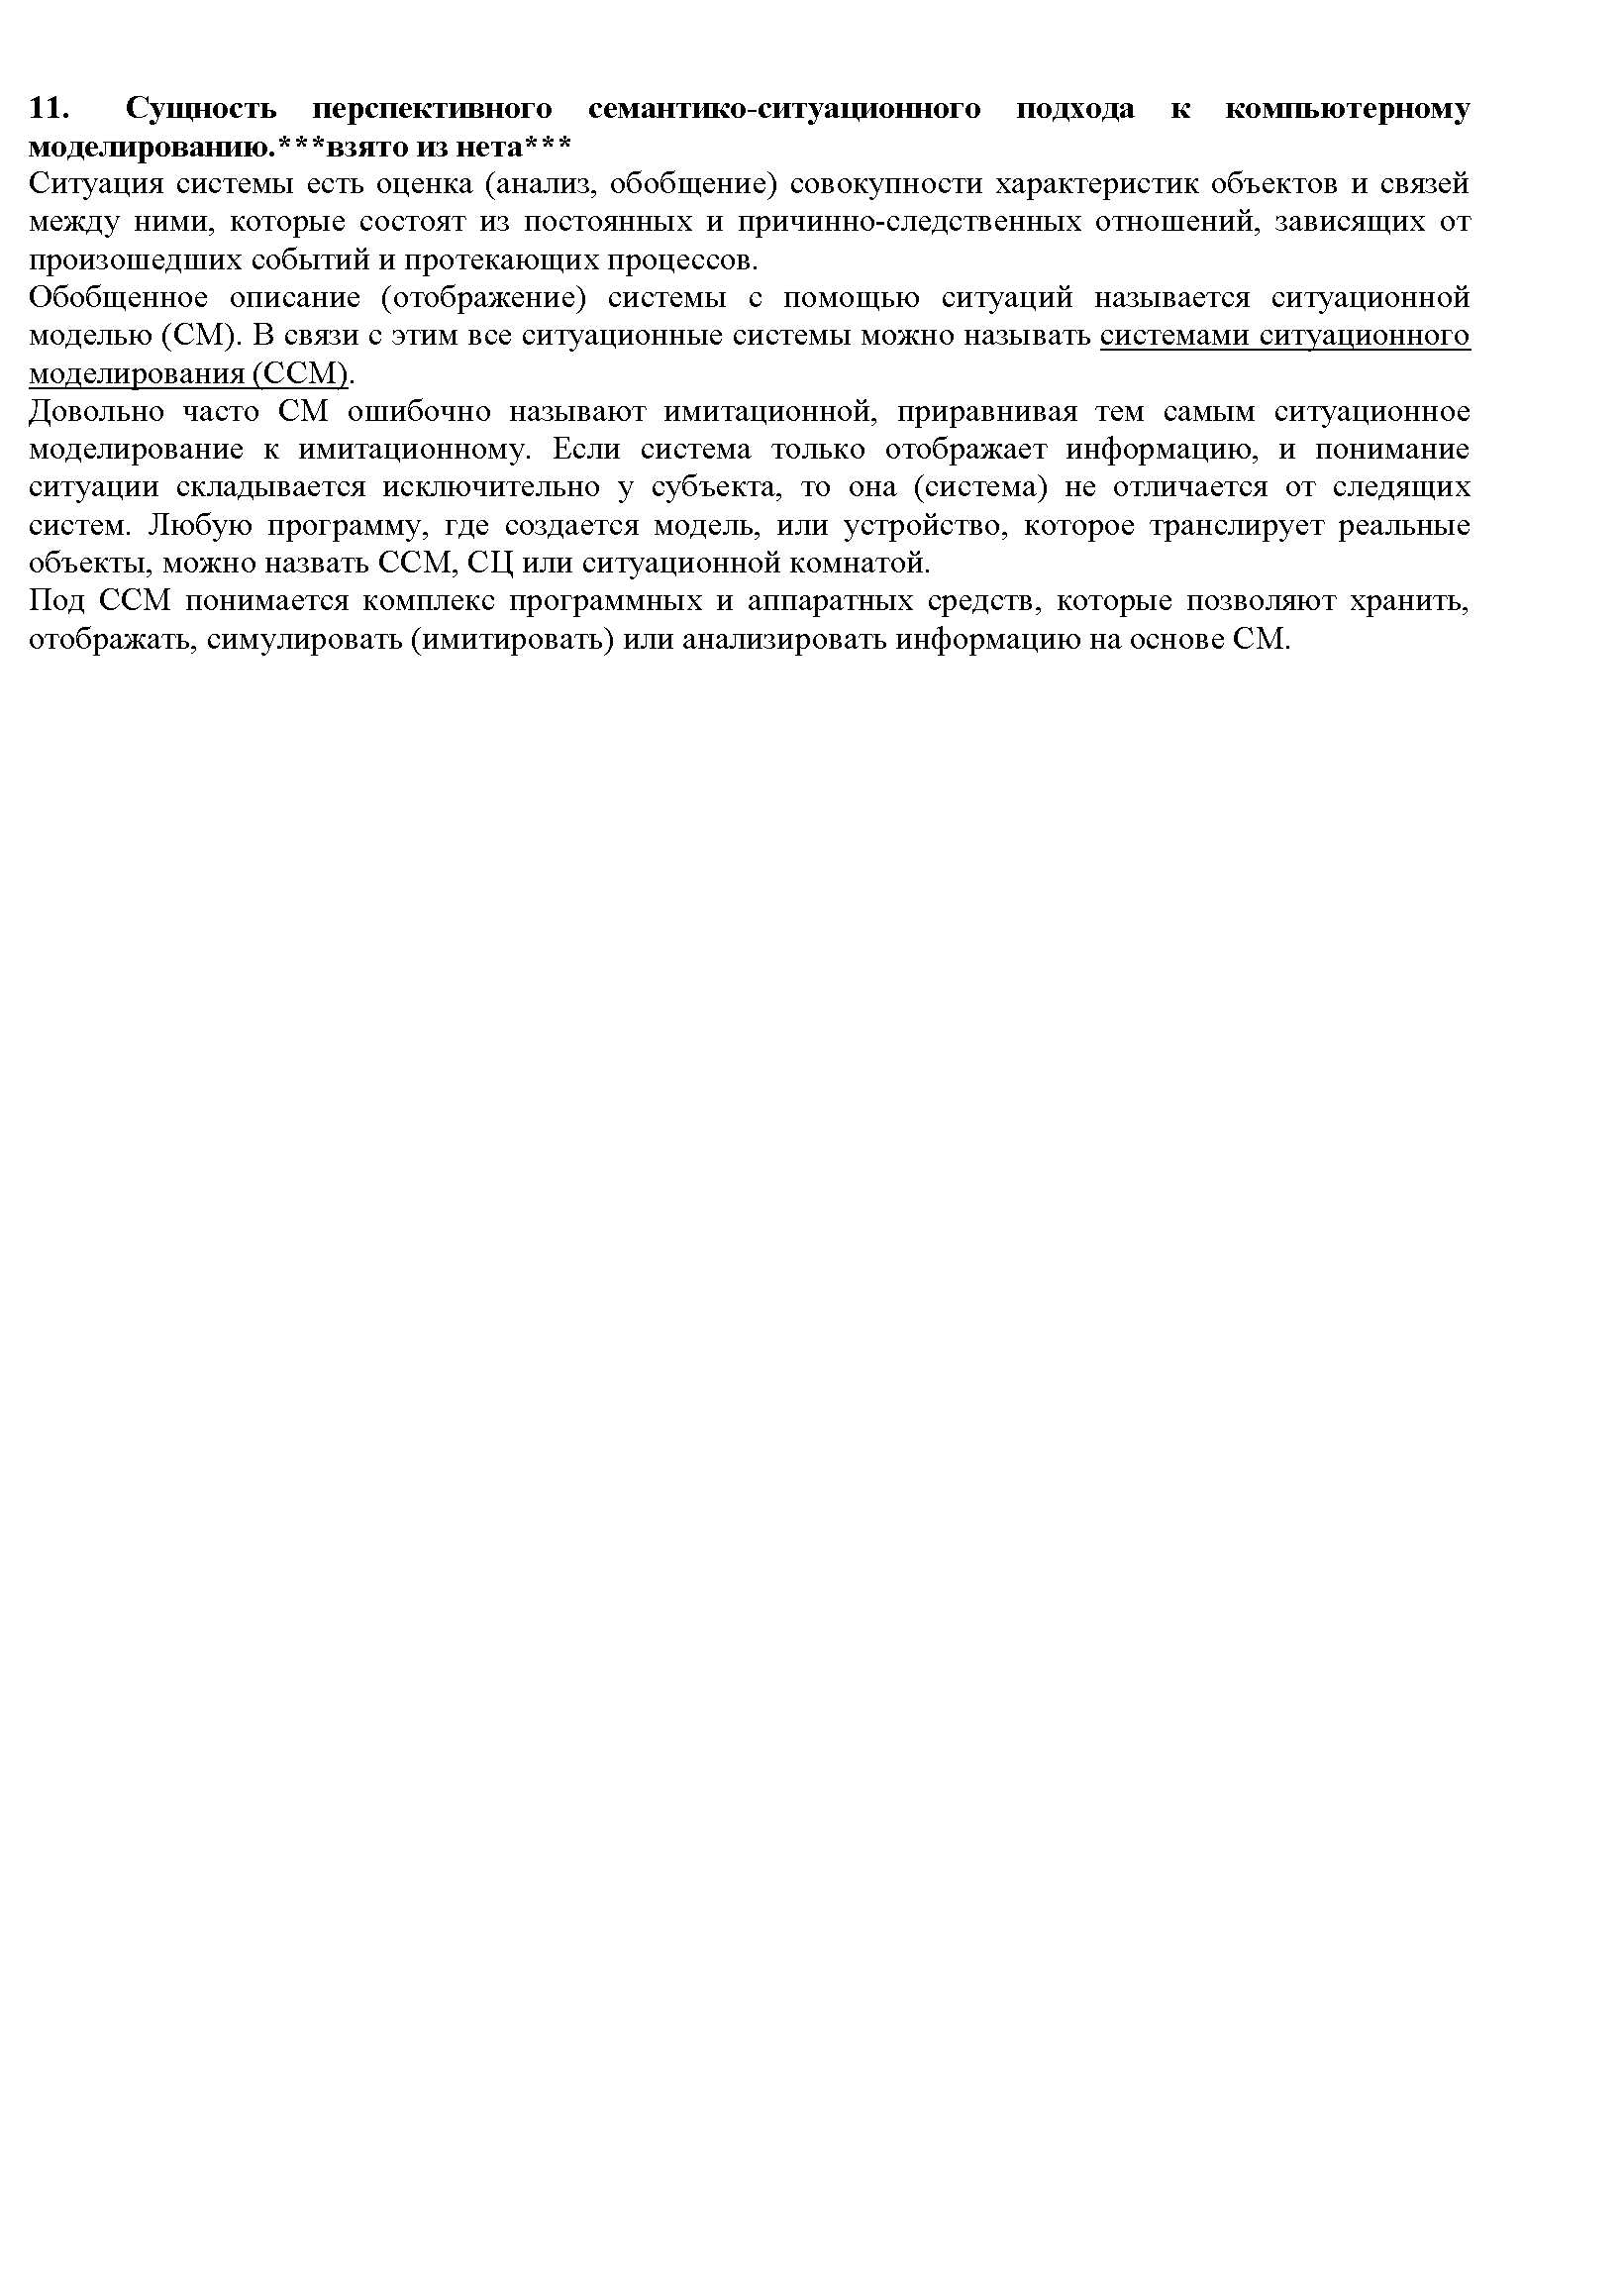 11. Сущность перспективного семантико-ситуационного подхода к компьютерному
моделированию.***взято из нета***
Ситуация системы есть оценка (анализ, обобщение) совокупности характеристик объектов и связей
между ними, которые состоят из постоянных и причинно-следственных отношений, зависящих от
произошедших событий и протекающих процессов.
Обобщенное описание (отображение) системы с помощью ситуаций называется ситуационной
моделью (СМ). В связи с этим все ситуационные системы можно называть системами ситуационного
моделирования (ССМ).
Довольно часто СМ ошибочно называют имитационной, приравнивая тем самым ситуационное
моделирование к имитационному. Если система только отображает информацию, и понимание
ситуации складывается исключительно у субъекта, то она (система) не отличается от следящих
систем. Любую программу, где создается модель, или устройство, которое транслирует реальные
объекты, можно назвать ССМ, СЦ или ситуационной комнатой.
Под ССМ понимается комплекс программных и аппаратных средств, которые позволяют хранить,
отображать, симулировать (имитировать) или анализировать информацию на основе СМ.